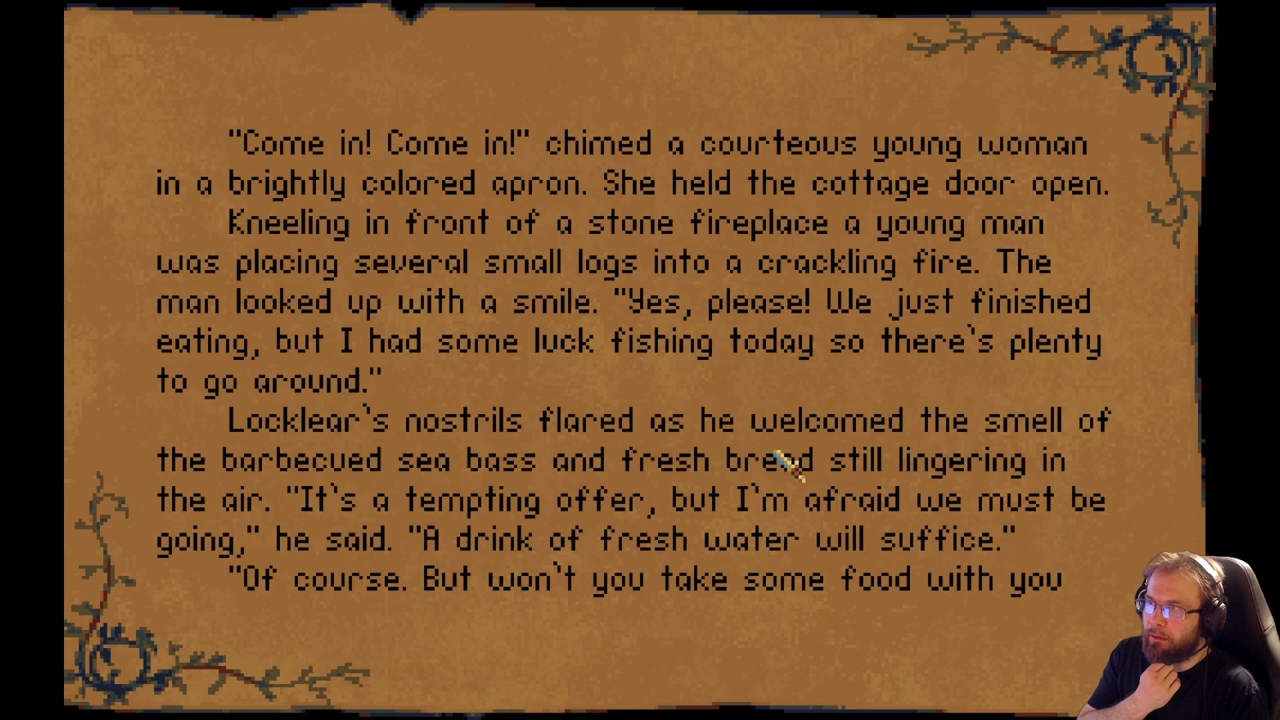 "Come in! Come in!" chimed a courteous young woman
in a brightly colored apron. She held the cottage door open.
Kneeling in front of a stone fireplace a young man
was placing several small logs into a crackling fire. The
man looked up with a smile. "Yes, please! We just finished
eating, but I had some luck fishing today so there's plenty
to go around."
Locklear's nostrils flared as he welcomed the smell of
the barbecued sea bass and fresh bread still lingering in
the air. "It's a tempting offer, but I'm afraid we must be
going," he said. "A drink of fresh water will suffice."
"Of course. But won't you take some food with you